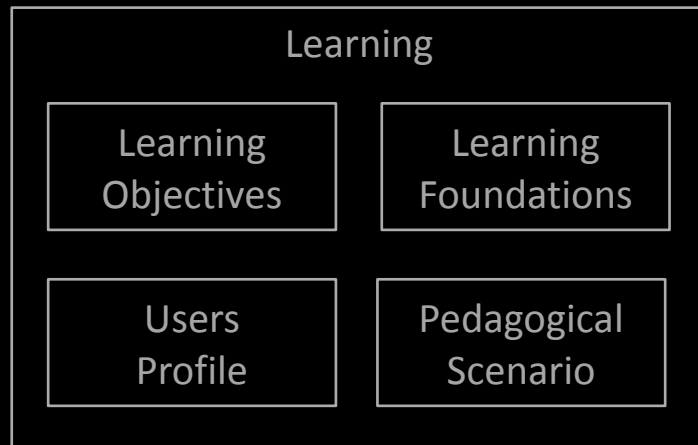 Learning
Learning
Objectives
Learning
Foundations
Users
Profile
Pedagogical
Scenario